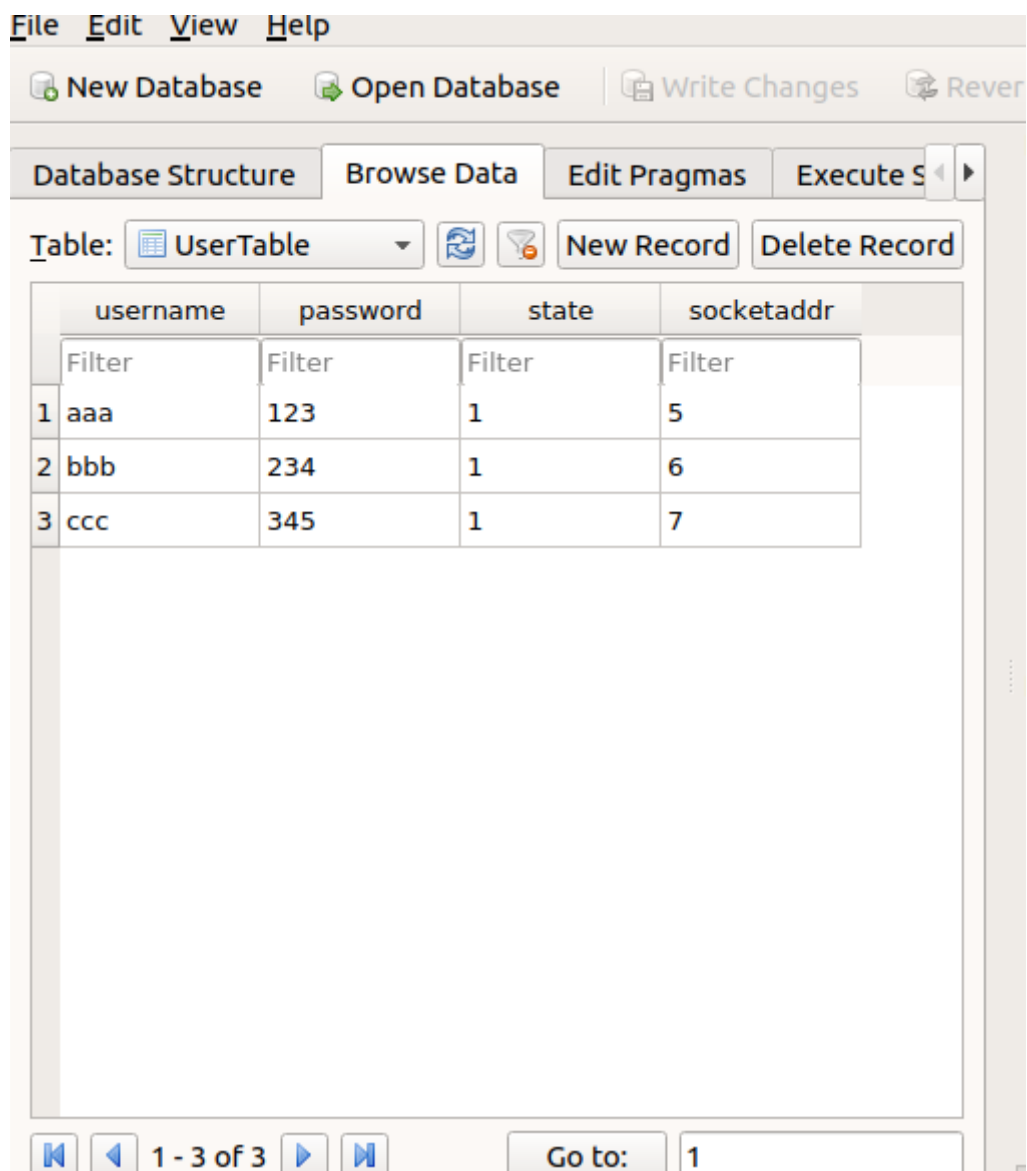 File Edit View Help
New Database Open Database Write Changes Rever
Database Structure Browse Data Edit Pragmas Execute S
Table: UserTable New Record Delete Record
username password state socketaddr
Filter Filter Filter Filter
1 aaa 123 1 5
2 bbb 234 1 6
3 ccc 345 1 7
1 - 3 of 3 Go to: 1